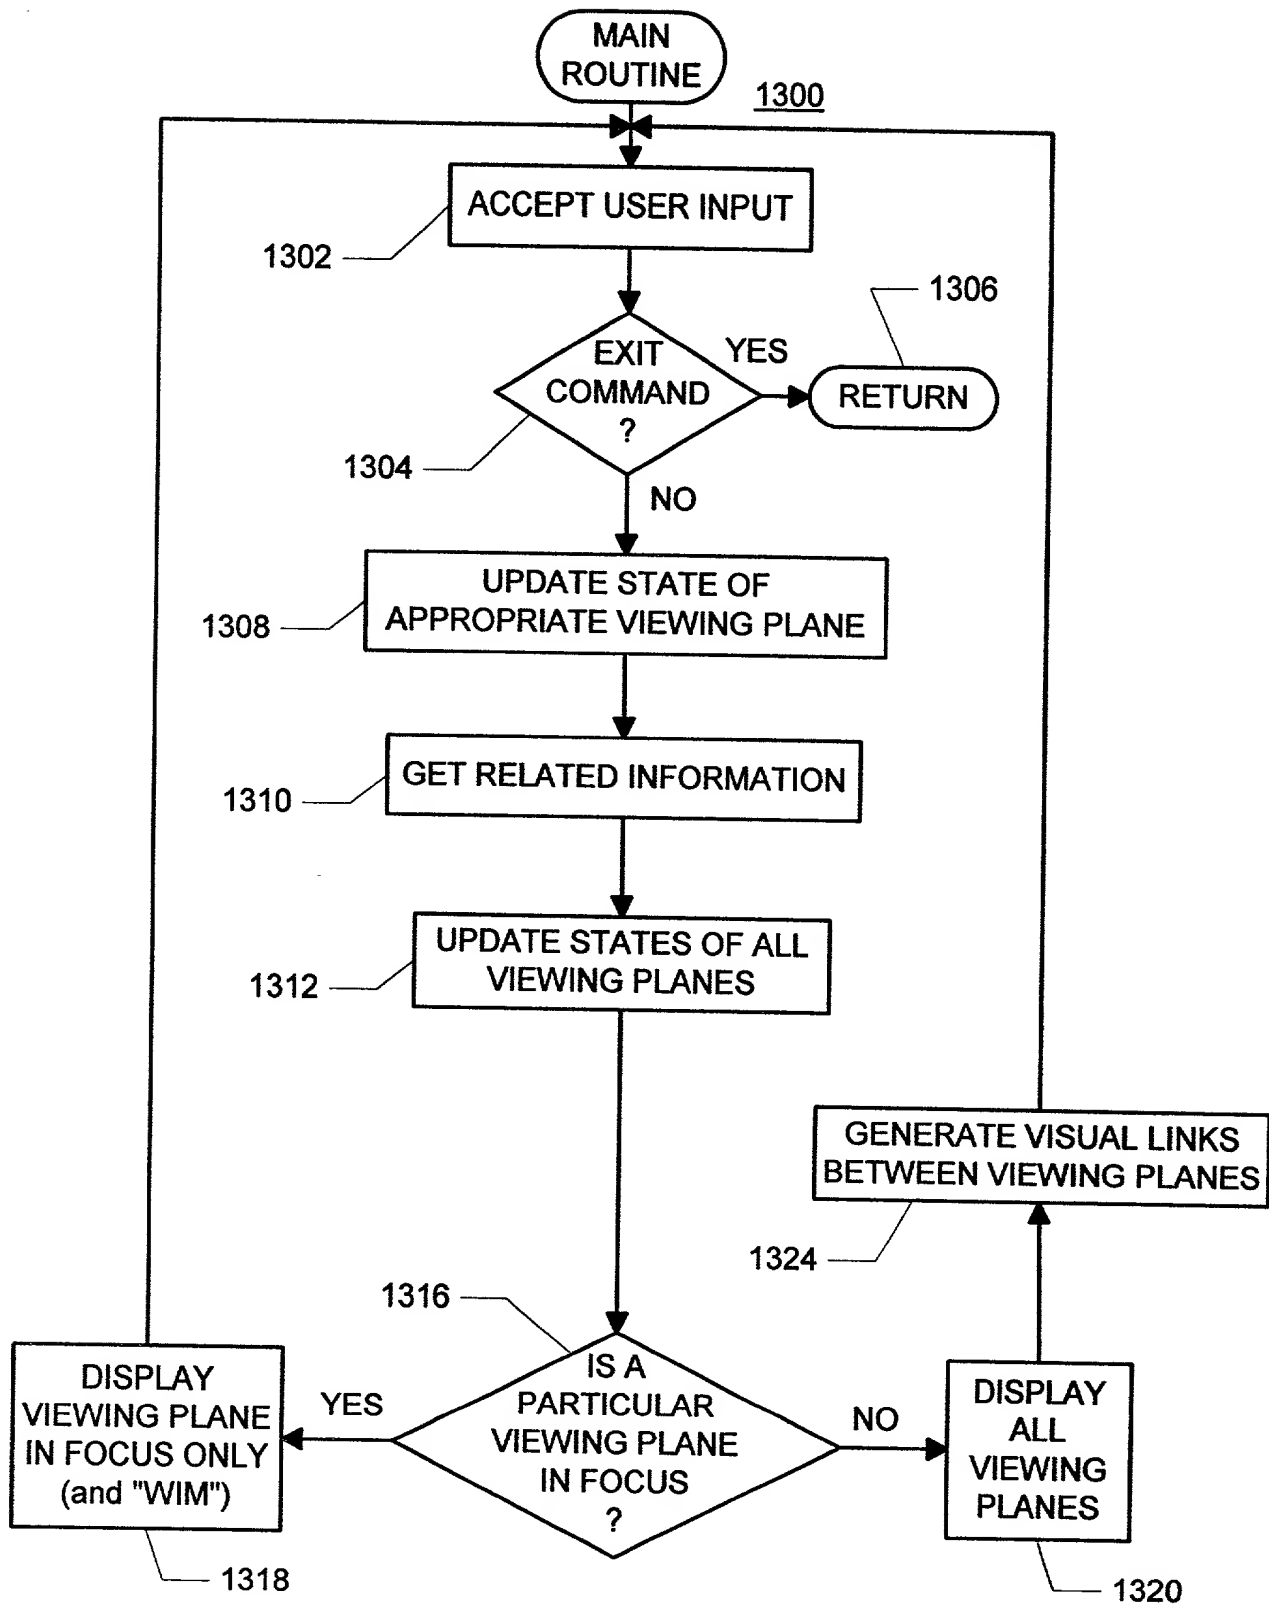 MAIN
ROUTINE
1300
ACCEPT USER INPUT
1302
1306
EXIT
COMMAND
?
YES
RETURN
1304
NO
UPDATE STATE OF
APPROPRIATE VIEWING PLANE
1308
GET RELATED INFORMATION
1310
UPDATE STATES OF ALL
VIEWING PLANES
1312
GENERATE VISUAL LINKS
BETWEEN VIEWING PLANES
1324
1316
IS A
PARTICULAR
VIEWING PLANE
IN FOCUS
?
YES
DISPLAY
VIEWING PLANE
IN FOCUS ONLY
(and "WIM")
1318
NO
DISPLAY
ALL
VIEWING
PLANES
1320